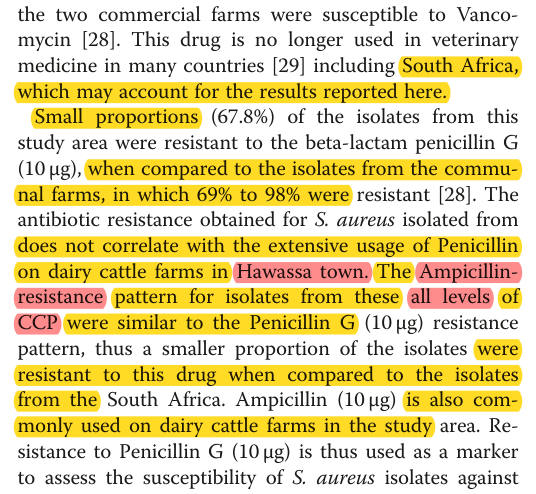 the two commercial farms were susceptible to Vanco-
mycin [28]. This drug is no longer used in veterinary
medicine in many countries [29] including South Africa,
which may account for the results reported here.
Small proportions (67.8%) of the isolates from this
study area were resistant to the beta-lactam penicillin G
(10 μg), when compared to the isolates from the commu-
nal farms, in which 69% to 98% were resistant [28]. The
antibiotic resistance obtained for S. aureus isolated from
does not correlate with the extensive usage of Penicillin
on dairy cattle farms in Hawassa town. The Ampicillin-
resistance pattern for isolates from these all levels of
CCP were similar to the Penicillin G (10 μg) resistance
pattern, thus a smaller proportion of the isolates were
resistant to this drug when compared to the isolates
from the South Africa. Ampicillin (10 μg) is also com-
monly used on dairy cattle farms in the study area. Re-
sistance to Penicillin G (10 μg) is thus used as a marker
to assess the susceptibility of S. aureus isolates against